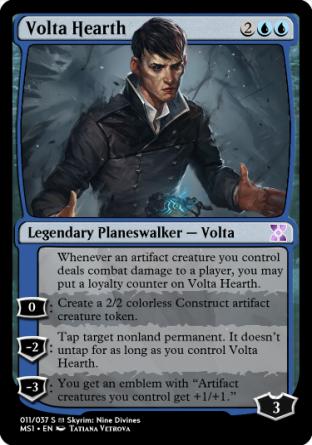 Volta Hearth 2
Legendary Planeswalker — Volta
Whenever an artifact creature you control
deals combat damage to a player, you may
put a loyalty counter on Volta Hearth.
0: Create a 2/2 colorless Construct artifact
creature token.
-2: Tap target nonland permanent. It doesn't
untap for as long as you control Volta
Hearth.
-3: You get an emblem with “Artifact
creatures you control get +1/+1.”
3
011/037 S Skyrim: Nine Divines
MS1 • EN Tatiana Vetrova